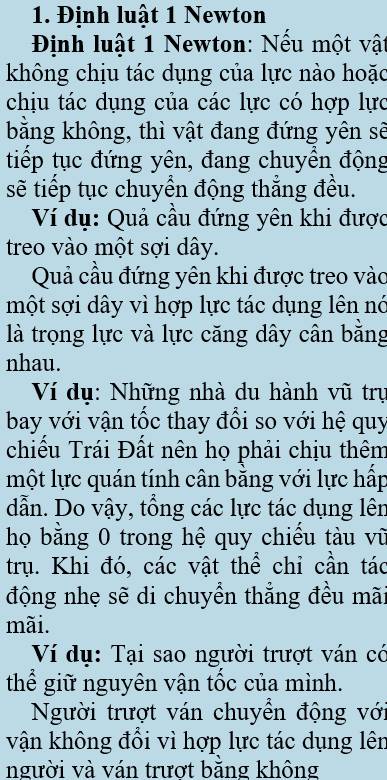 1. Định luật 1 Newton
Định luật 1 Newton: Nếu một vật
không chịu tác dụng của lực nào hoặc
chịu tác dụng của các lực có hợp lực
bằng không, thì vật đang đứng yên sẽ
tiếp tục đứng yên, đang chuyển động
sẽ tiếp tục chuyển động thẳng đều.
Ví dụ: Quả cầu đứng yên khi được
treo vào một sợi dây.
Quả cầu đứng yên khi được treo vào
một sợi dây vì hợp lực tác dụng lên nó
là trọng lực và lực căng dây cân bằng
nhau.
Ví dụ: Những nhà du hành vũ trụ
bay với vận tốc thay đổi so với hệ quy
chiếu Trái Đất nên họ phải chịu thêm
một lực quán tính cân bằng với lực hấp
dẫn. Do vậy, tổng các lực tác dụng lên
họ bằng 0 trong hệ quy chiếu tàu vũ
trụ. Khi đó, các vật thể chỉ cần tác
động nhẹ sẽ di chuyển thẳng đều mãi
mãi.
Ví dụ: Tại sao người trượt ván có
thể giữ nguyên vận tốc của mình.
Người trượt ván chuyển động với
vận không đổi vì hợp lực tác dụng lên
người và ván trượt bằng không